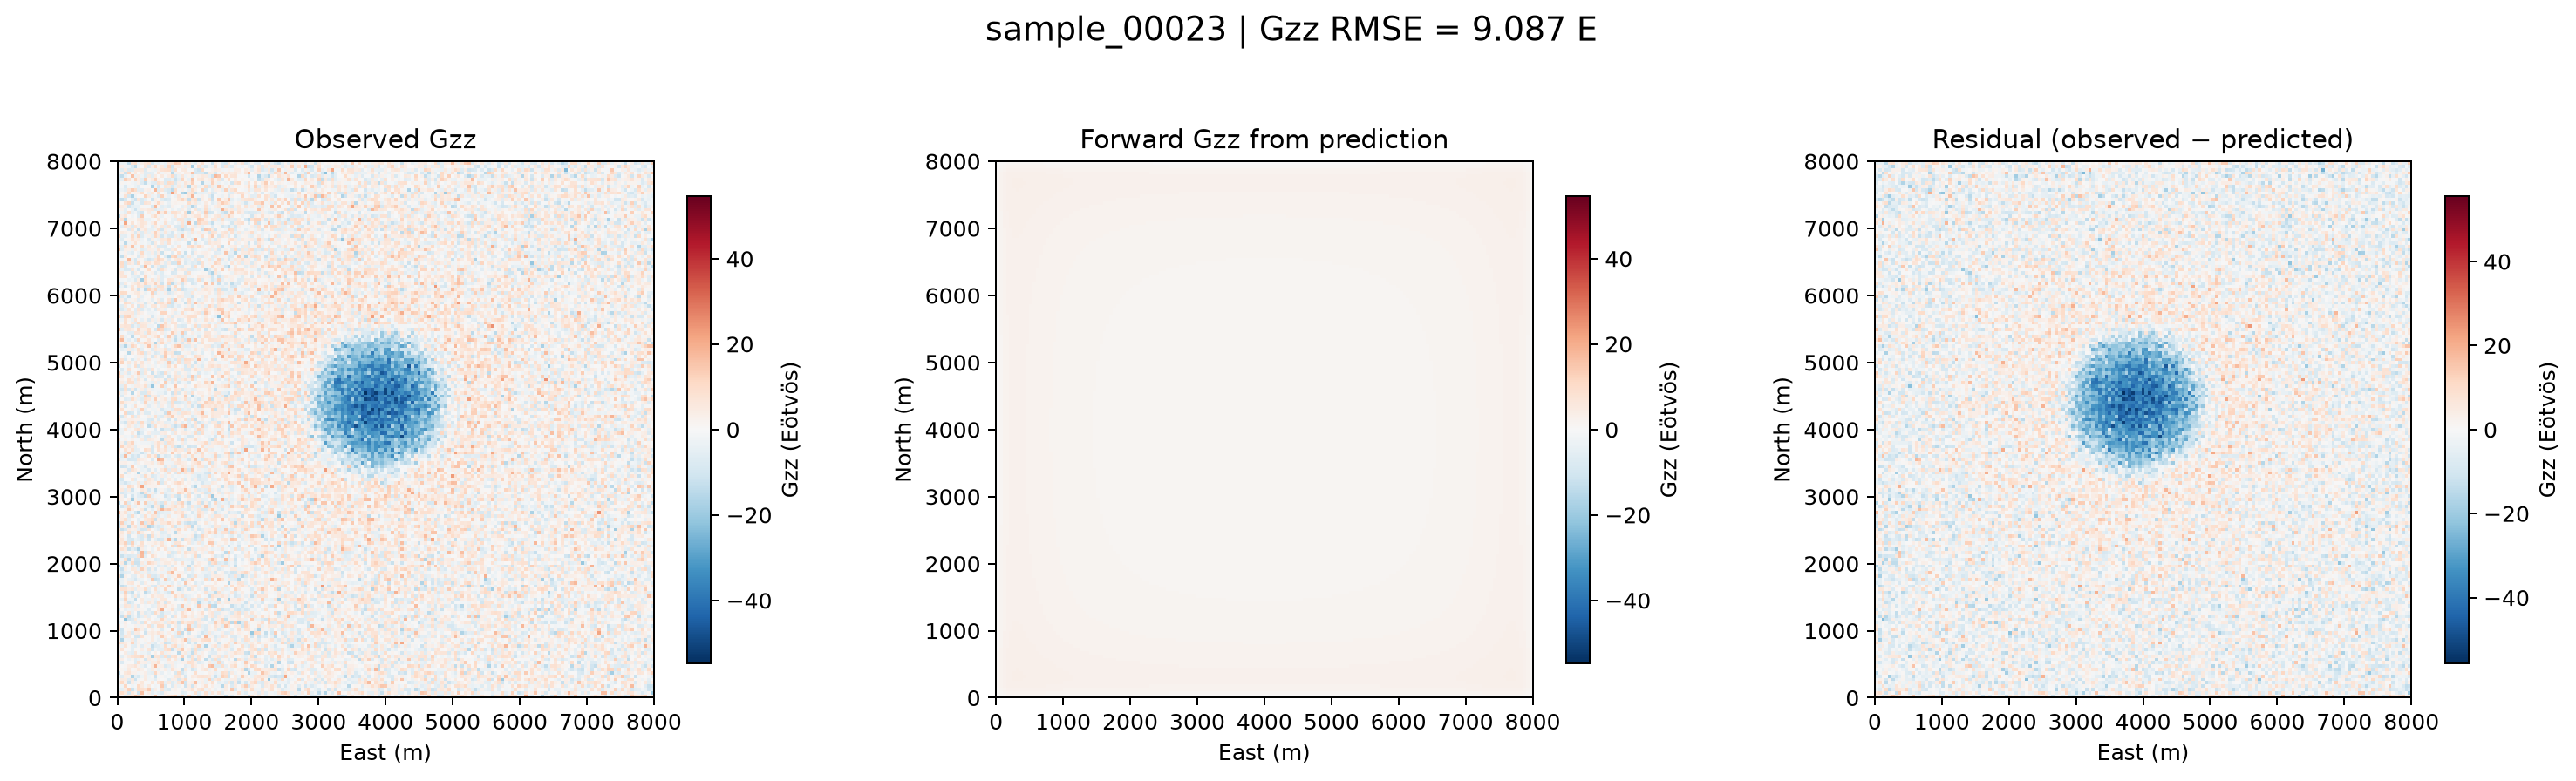 sample_00023 | Gzz RMSE = 9.087 E
Observed Gzz
8000
7000
6000
5000
4000
3000
2000
1000
0
North (m)
0 1000 2000 3000 4000 5000 6000 7000 8000
East (m)
40
20
0
−20
−40
Gzz (Eötvös)
Forward Gzz from prediction
8000
7000
6000
5000
4000
3000
2000
1000
0
North (m)
0 1000 2000 3000 4000 5000 6000 7000 8000
East (m)
40
20
0
−20
−40
Gzz (Eötvös)
Residual (observed − predicted)
8000
7000
6000
5000
4000
3000
2000
1000
0
North (m)
0 1000 2000 3000 4000 5000 6000 7000 8000
East (m)
40
20
0
−20
−40
Gzz (Eötvös)